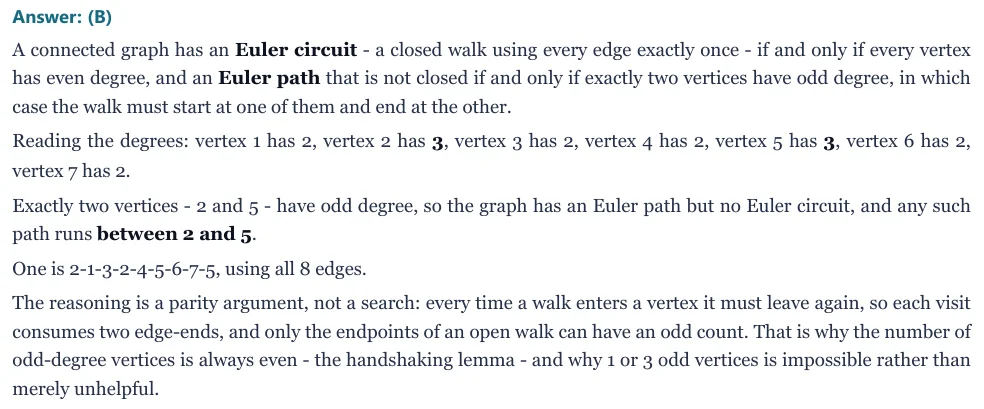 Answer: (B)
A connected graph has an Euler circuit - a closed walk using every edge exactly once - if and only if every vertex
has even degree, and an Euler path that is not closed if and only if exactly two vertices have odd degree, in which
case the walk must start at one of them and end at the other.
Reading the degrees: vertex 1 has 2, vertex 2 has 3, vertex 3 has 2, vertex 4 has 2, vertex 5 has 3, vertex 6 has 2,
vertex 7 has 2.
Exactly two vertices - 2 and 5 - have odd degree, so the graph has an Euler path but no Euler circuit, and any such
path runs between 2 and 5.
One is 2-1-3-2-4-5-6-7-5, using all 8 edges.
The reasoning is a parity argument, not a search: every time a walk enters a vertex it must leave again, so each visit
consumes two edge-ends, and only the endpoints of an open walk can have an odd count. That is why the number of
odd-degree vertices is always even - the handshaking lemma - and why 1 or 3 odd vertices is impossible rather than
merely unhelpful.